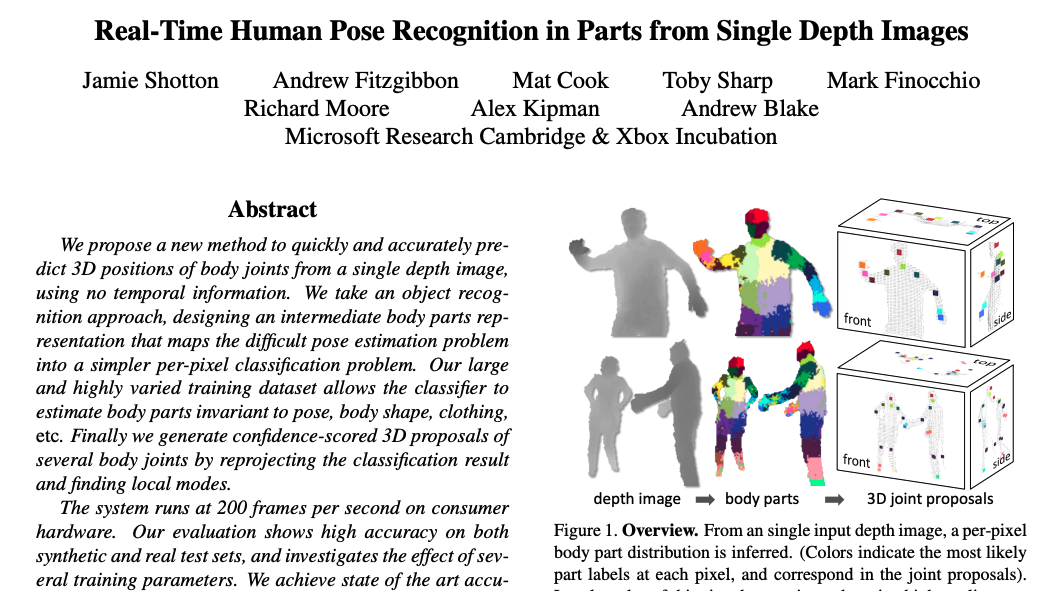 Real-Time Human Pose Recognition in Parts from Single Depth Images
Jamie Shotton Andrew Fitzgibbon Mat Cook Toby Sharp Mark Finocchio
Richard Moore Alex Kipman Andrew Blake
Microsoft Research Cambridge & Xbox Incubation
Abstract
We propose a new method to quickly and accurately pre-
dict 3D positions of body joints from a single depth image,
using no temporal information. We take an object recog-
nition approach, designing an intermediate body parts rep-
resentation that maps the difficult pose estimation problem
into a simpler per-pixel classification problem. Our large
and highly varied training dataset allows the classifier to
estimate body parts invariant to pose, body shape, clothing,
etc. Finally we generate confidence-scored 3D proposals of
several body joints by reprojecting the classification result
and finding local modes.
The system runs at 200 frames per second on consumer
hardware. Our evaluation shows high accuracy on both
synthetic and real test sets, and investigates the effect of sev-
eral training parameters. We achieve state of the art accu-
top
front
side
top
front
side
depth image body parts 3D joint proposals
Figure 1. Overview. From an single input depth image, a per-pixel
body part distribution is inferred. (Colors indicate the most likely
part labels at each pixel, and correspond in the joint proposals).